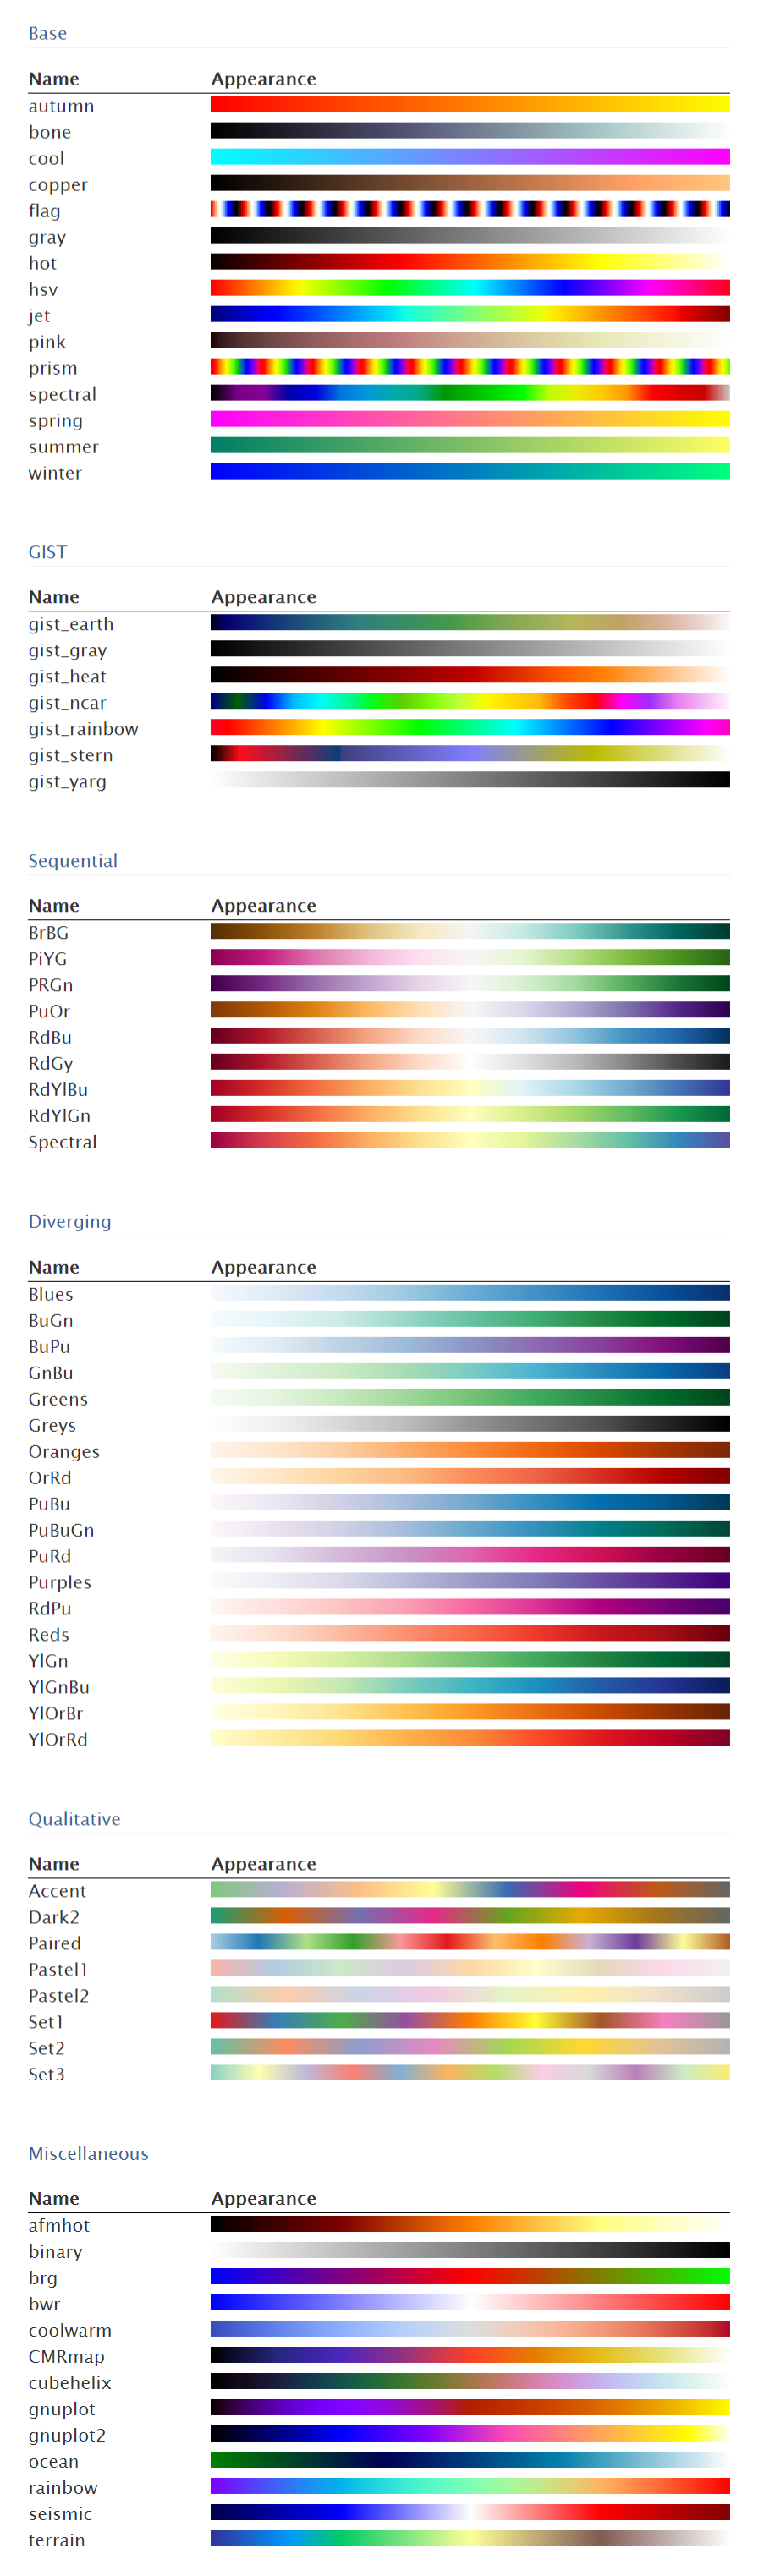 Base
Name Appearance
autumn
bone
cool
copper
flag
gray
hot
hsv
jet
pink
prism
spectral
spring
summer
winter
GIST
Name Appearance
gist_earth
gist_gray
gist_heat
gist_ncar
gist_rainbow
gist_stern
gist_yarg
Sequential
Name Appearance
BrBG
PiYG
PRGn
PuOr
RdBu
RdGy
RdYlBu
RdYlGn
Spectral
Diverging
Name Appearance
Blues
BuGn
BuPu
GnBu
Greens
Greys
Oranges
OrRd
PuBu
PuBuGn
PuRd
Purples
RdPu
Reds
YlGn
YlGnBu
YlOrBr
YlOrRd
Qualitative
Name Appearance
Accent
Dark2
Paired
Pastel1
Pastel2
Set1
Set2
Set3
Miscellaneous
Name Appearance
afmhot
binary
brg
bwr
coolwarm
CMRmap
cubehelix
gnuplot
gnuplot2
ocean
rainbow
seismic
terrain